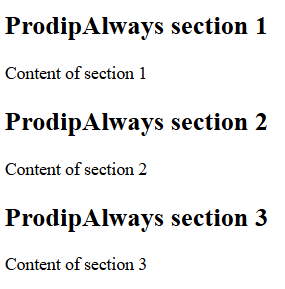 ProdipAlways section 1
Content of section 1
ProdipAlways section 2
Content of section 2
ProdipAlways section 3
Content of section 3